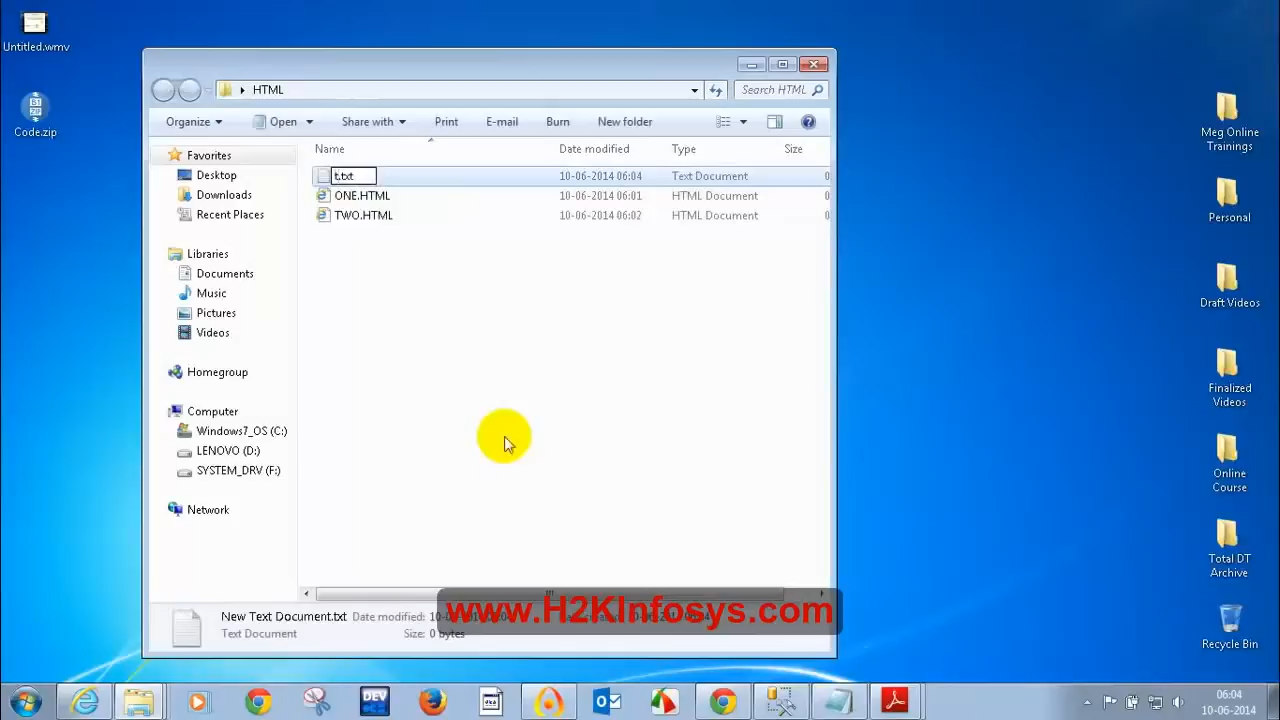 Untitled.wmv
Code.zip
HTML
Search HTML
Organize
Open
Share with
Print
E-mail
Burn
New folder
Name
Date modified
Type
Size
t.txt
10-06-2014 06:04
Text Document
0
ONE.HTML
10-06-2014 06:01
HTML Document
0
TWO.HTML
10-06-2014 06:02
HTML Document
0
Favorites
Desktop
Downloads
Recent Places
Libraries
Documents
Music
Pictures
Videos
Homegroup
Computer
Windows7_OS (C:)
LENOVO (D:)
SYSTEM_DRV (F:)
Network
New Text Document.txt
Date modified:
Text Document
Size: 0 bytes
www.H2KInfosys.com
Meg Online
Trainings
Personal
Draft Videos
Finalized
Videos
Online
Course
Total DT
Archive
Recycle Bin
DEV
06:04
10-06-2014